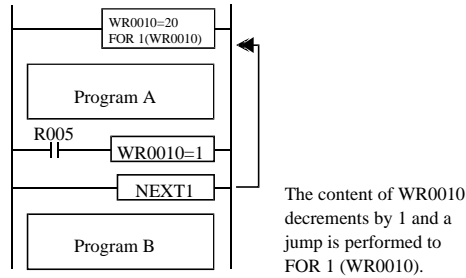 WR0010=20
FOR 1(WR0010)
Program A
R005
WR0010=1
NEXT1
The content of WR0010
decrements by 1 and a
jump is performed to
FOR 1 (WR0010).
Program B